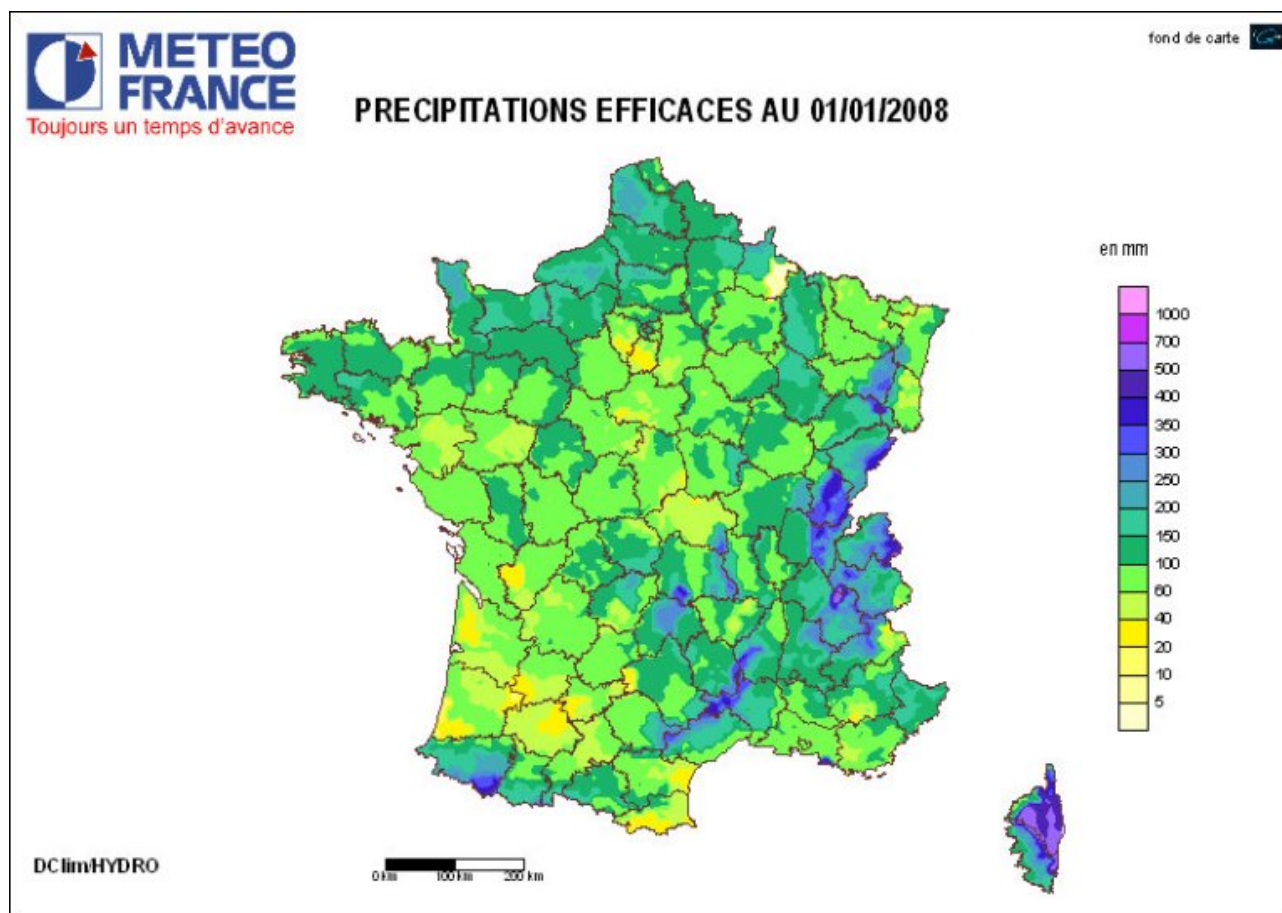 METEO
FRANCE
Toujours un temps d'avance
fond de carte
PRECIPITATIONS EFFICACES AU 01/01/2008
en mm
1000
700
500
400
350
300
250
200
150
100
60
40
20
10
5
DClim/HYDRO
0 km 100 km 200 km